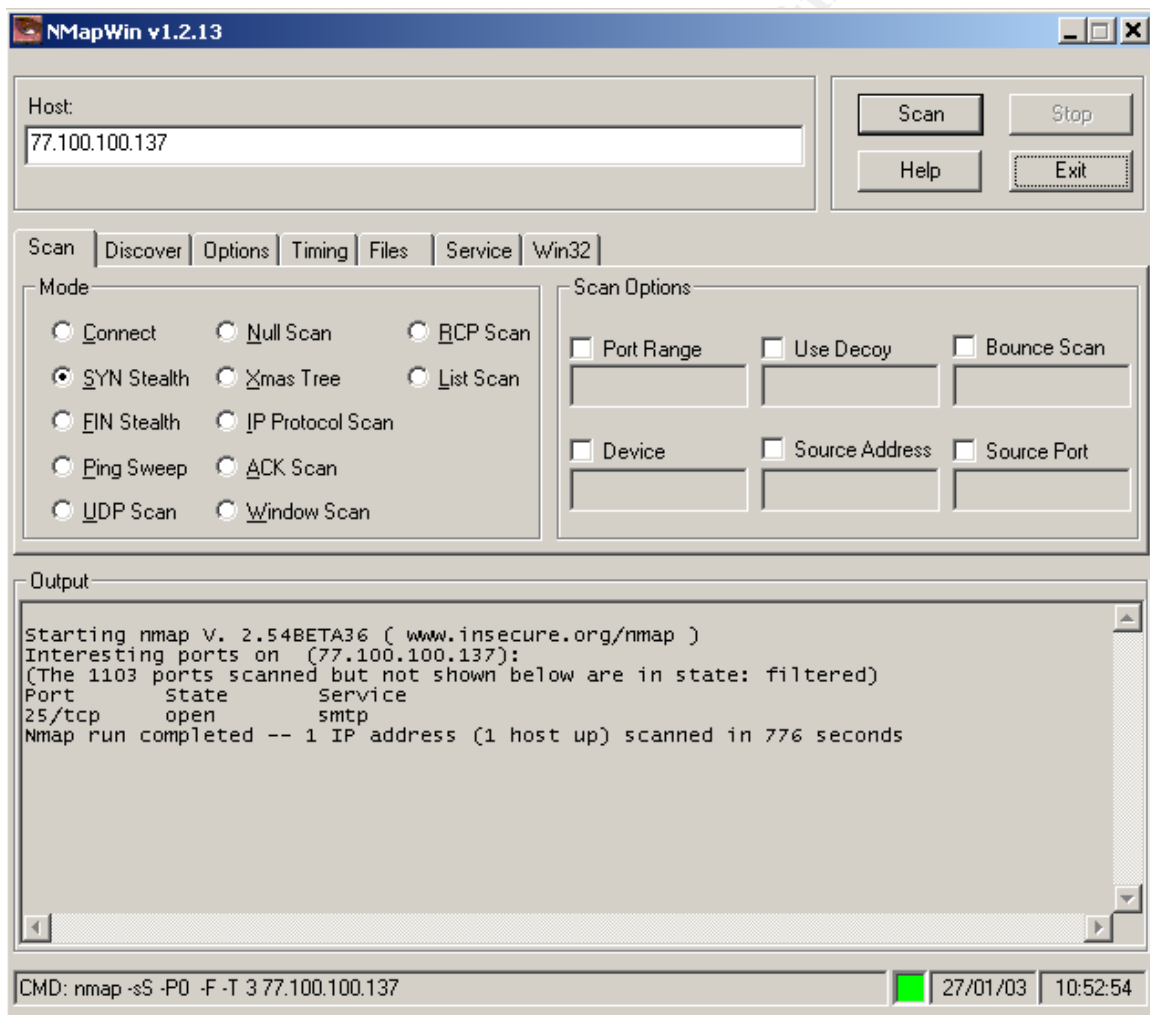 NMapWin v1.2.13
Host:
77.100.100.137
Scan
Stop
Help
Exit
Scan Discover Options Timing Files Service Win32
Mode
Connect Null Scan RCP Scan
SYN Stealth Xmas Tree List Scan
FIN Stealth IP Protocol Scan
Ping Sweep ACK Scan
UDP Scan Window Scan
Scan Options
Port Range Use Decoy Bounce Scan
Device Source Address Source Port
Output
Starting nmap V. 2.54BETA36 ( www.insecure.org/nmap )
Interesting ports on  (77.100.100.137):
(The 1103 ports scanned but not shown below are in state: filtered)
Port       State       Service
25/tcp     open        smtp
Nmap run completed -- 1 IP address (1 host up) scanned in 776 seconds
CMD: nmap -sS -P0 -F -T 3 77.100.100.137
27/01/03
10:52:54